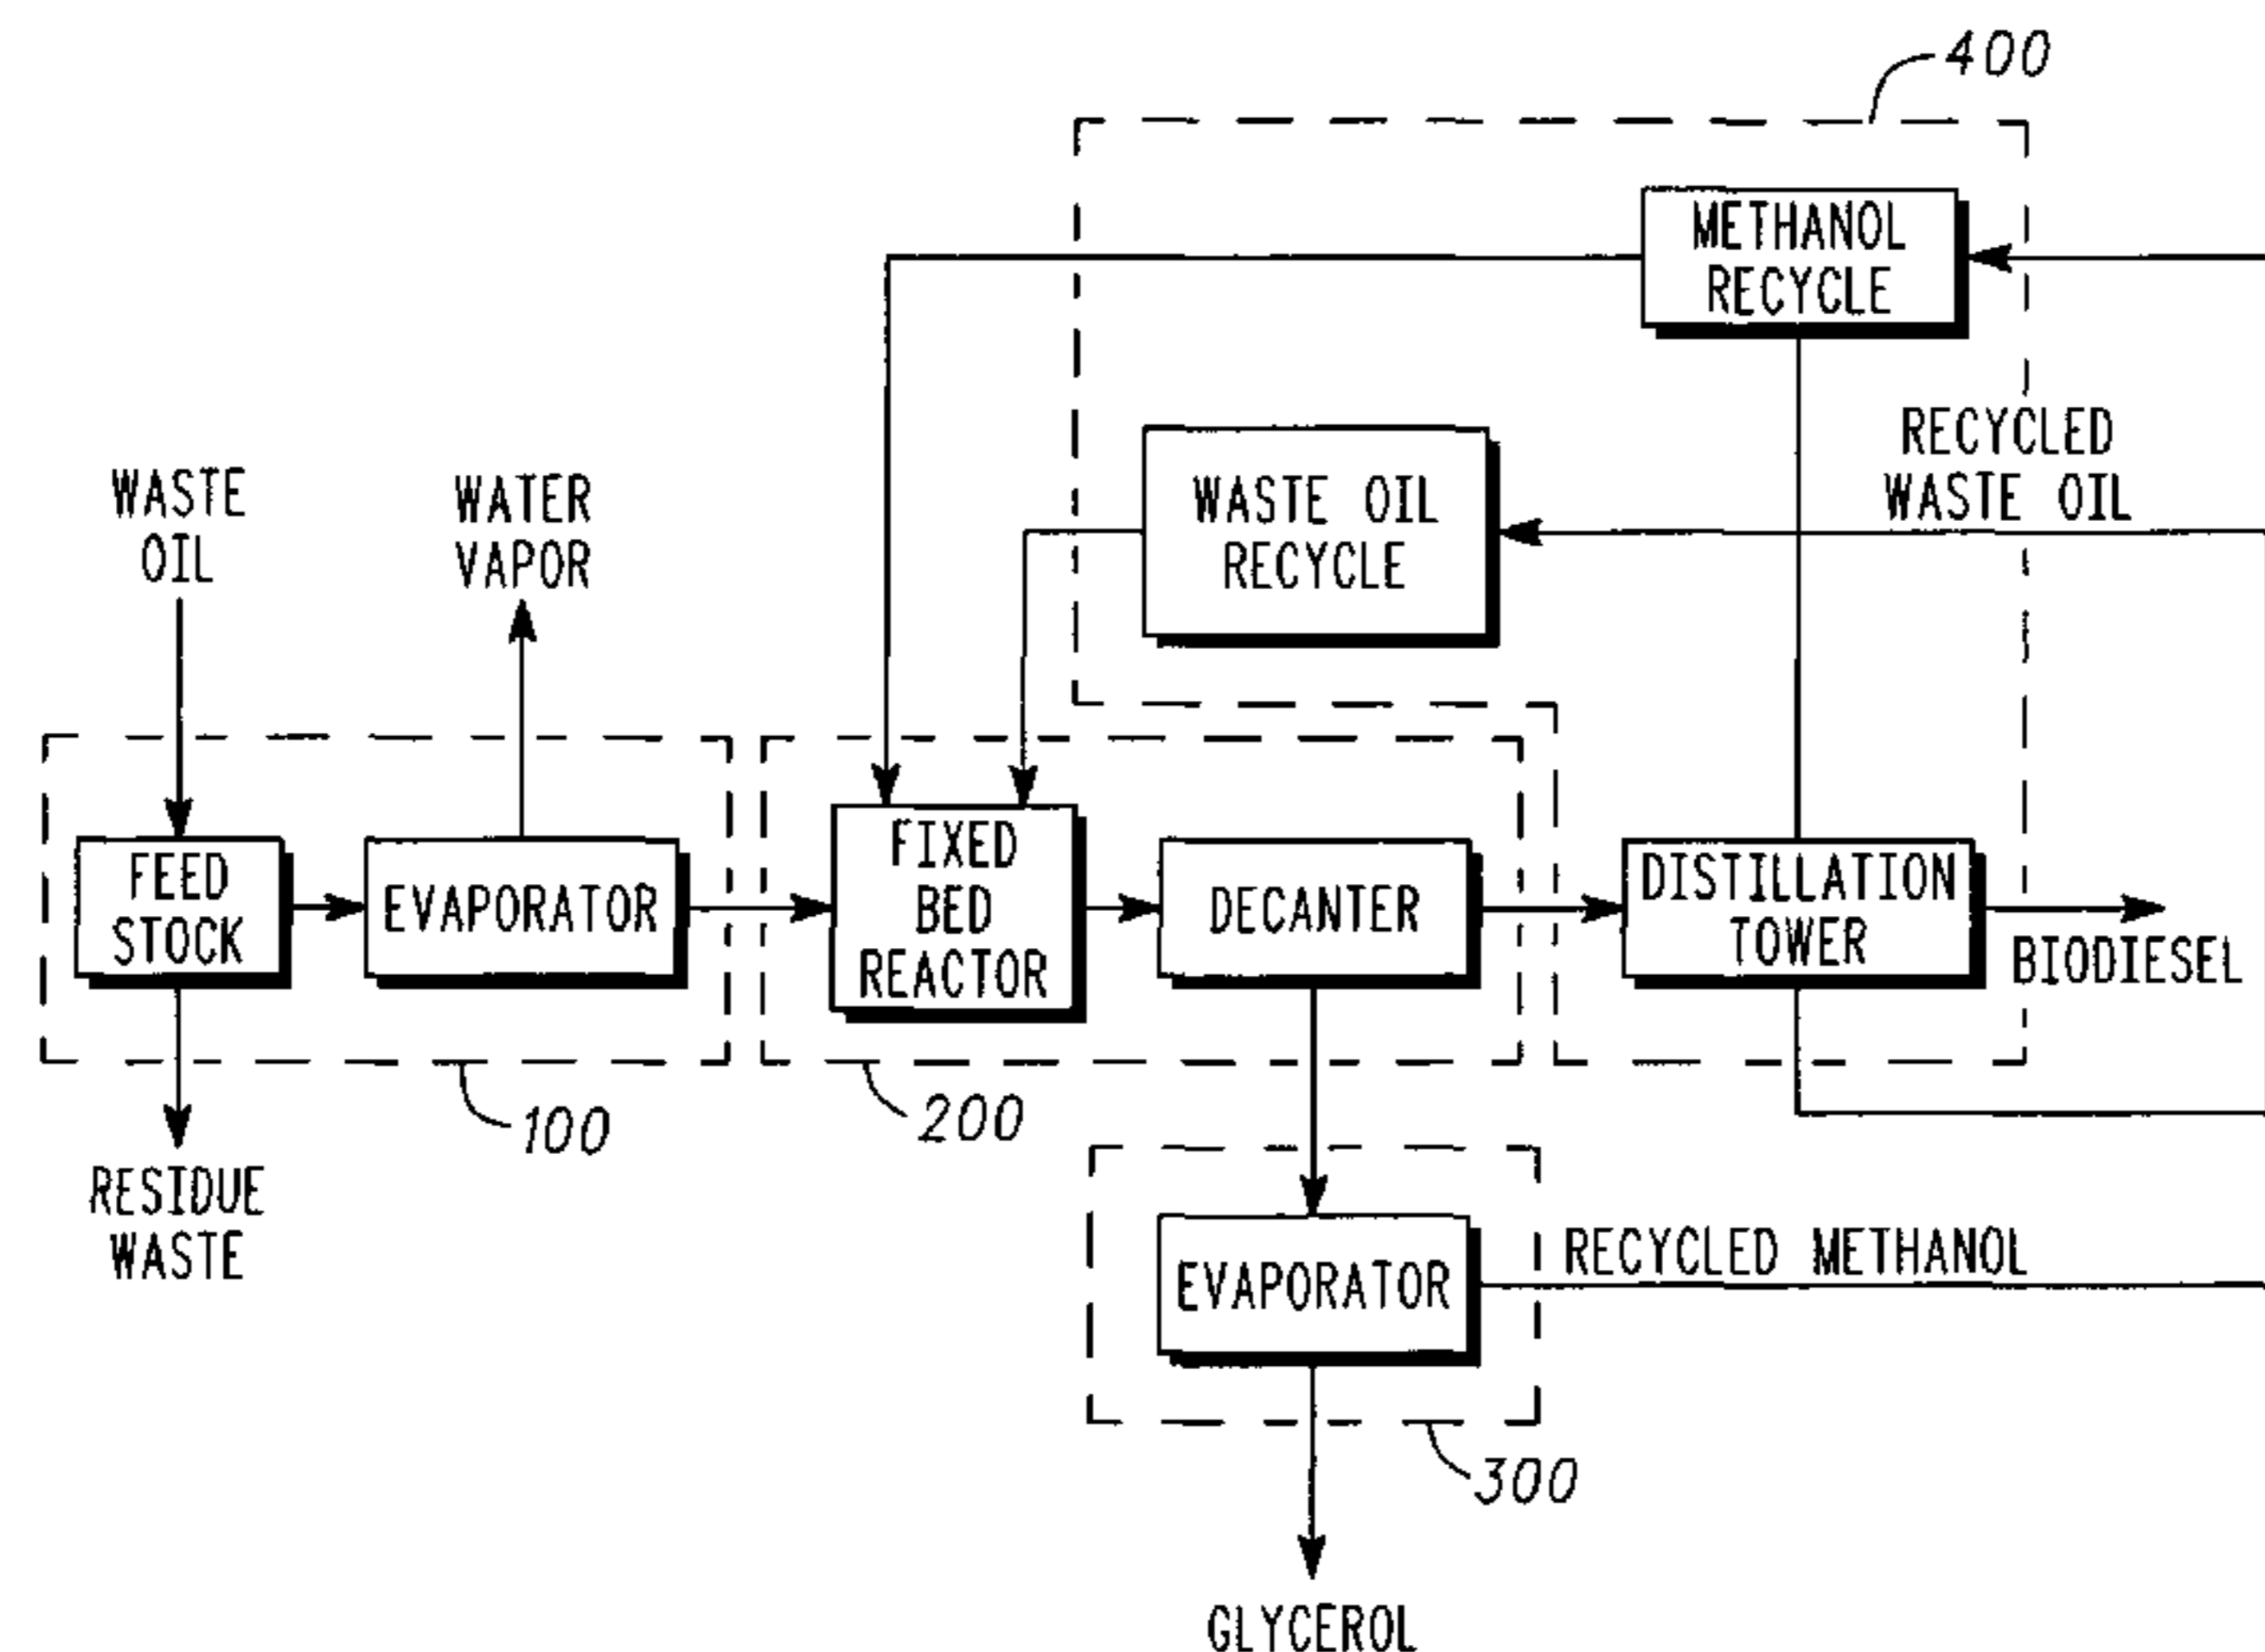 400
METHANOL
RECYCLE
RECYCLED
WASTE OIL
WASTE OIL
RECYCLE
WASTE
OIL
WATER
VAPOR
FEED
STOCK
EVAPORATOR
FIXED
BED
REACTOR
DECANTER
DISTILLATION
TOWER
BIODIESEL
100
200
RESIDUE
WASTE
EVAPORATOR
RECYCLED METHANOL
300
GLYCEROL